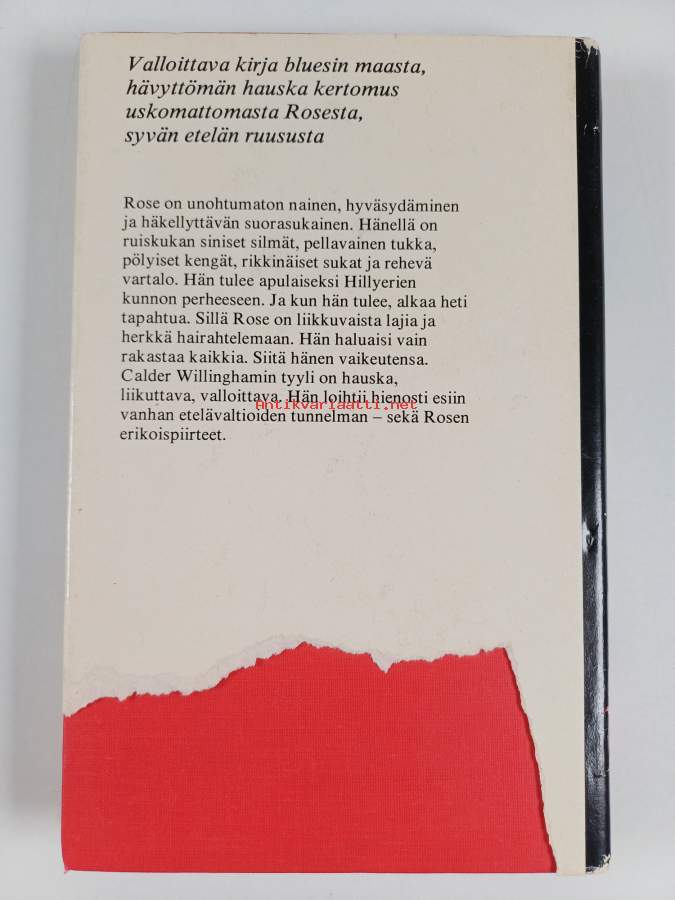 Valloittava kirja bluesin maasta,
hävyttömän hauska kertomus
uskomattomasta Rosesta,
syvän etelän ruususta
Rose on unohtumaton nainen, hyväsydäminen
ja häkellyttävän suorasukainen. Hänellä on
ruiskukan siniset silmät, pellavainen tukka,
pölyiset kengät, rikkinäiset sukat ja rehevä
vartalo. Hän tulee apulaiseksi Hillyerien
kunnon perheeseen. Ja kun hän tulee, alkaa heti
tapahtua. Sillä Rose on liikkuvaista lajia ja
herkkä hairahtelemaan. Hän haluaisi vain
rakastaa kaikkia. Siitä hänen vaikeutensa.
Calder Willinghamin tyyli on hauska,
liikuttava, valloittava. Hän loihtii hienosti esiin
Antikvariaatti.net
vanhan etelävaltioiden tunnelman – sekä Rosen
erikoispiirteet.